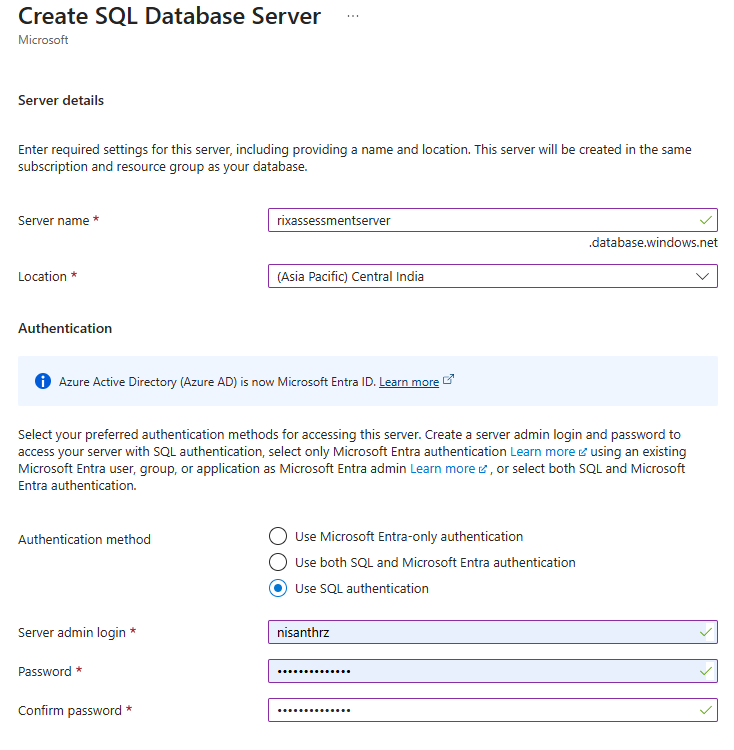 Create SQL Database Server ...
Microsoft
Server details
Enter required settings for this server, including providing a name and location. This server will be created in the same
subscription and resource group as your database.
Server name *
rixassessmentserver
.database.windows.net
Location *
(Asia Pacific) Central India
Authentication
Azure Active Directory (Azure AD) is now Microsoft Entra ID. Learn more
Select your preferred authentication methods for accessing this server. Create a server admin login and password to
access your server with SQL authentication, select only Microsoft Entra authentication Learn more using an existing
Microsoft Entra user, group, or application as Microsoft Entra admin Learn more , or select both SQL and Microsoft
Entra authentication.
Authentication method
Use Microsoft Entra-only authentication
Use both SQL and Microsoft Entra authentication
Use SQL authentication
Server admin login *
nisanthrz
Password *
••••••••••••••
Confirm password *
••••••••••••••